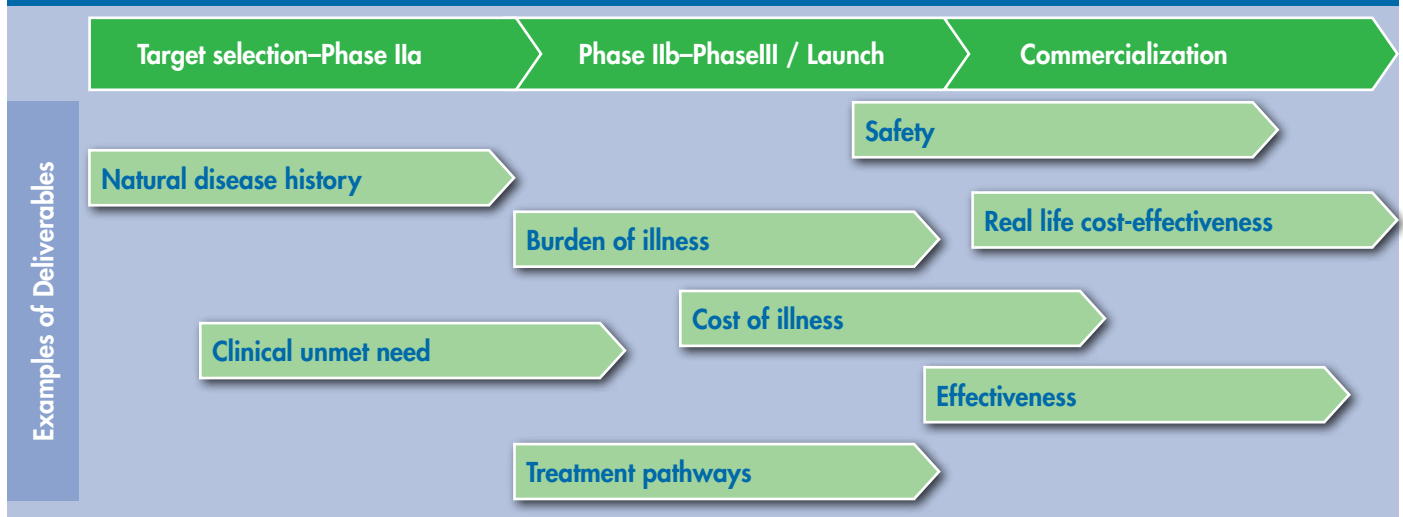 Target selection–Phase IIa
Phase IIb–PhaseIII / Launch
Commercialization
Examples of Deliverables
Safety
Natural disease history
Real life cost-effectiveness
Burden of illness
Cost of illness
Clinical unmet need
Effectiveness
Treatment pathways